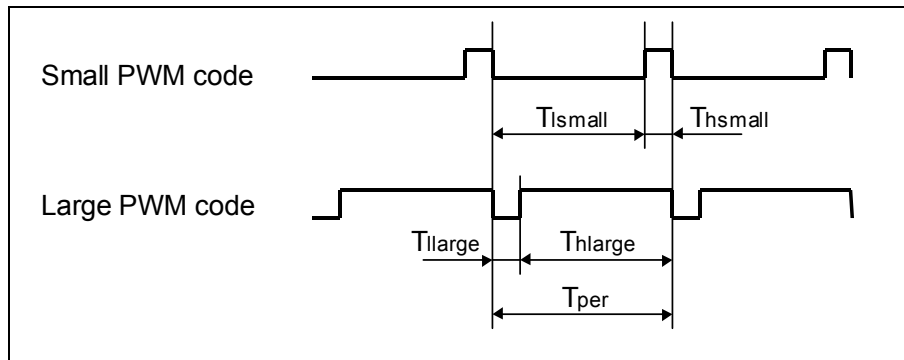 Small PWM code
Tlsmall
Thsmall
Large PWM code
Tllarge
Thlarge
Tper